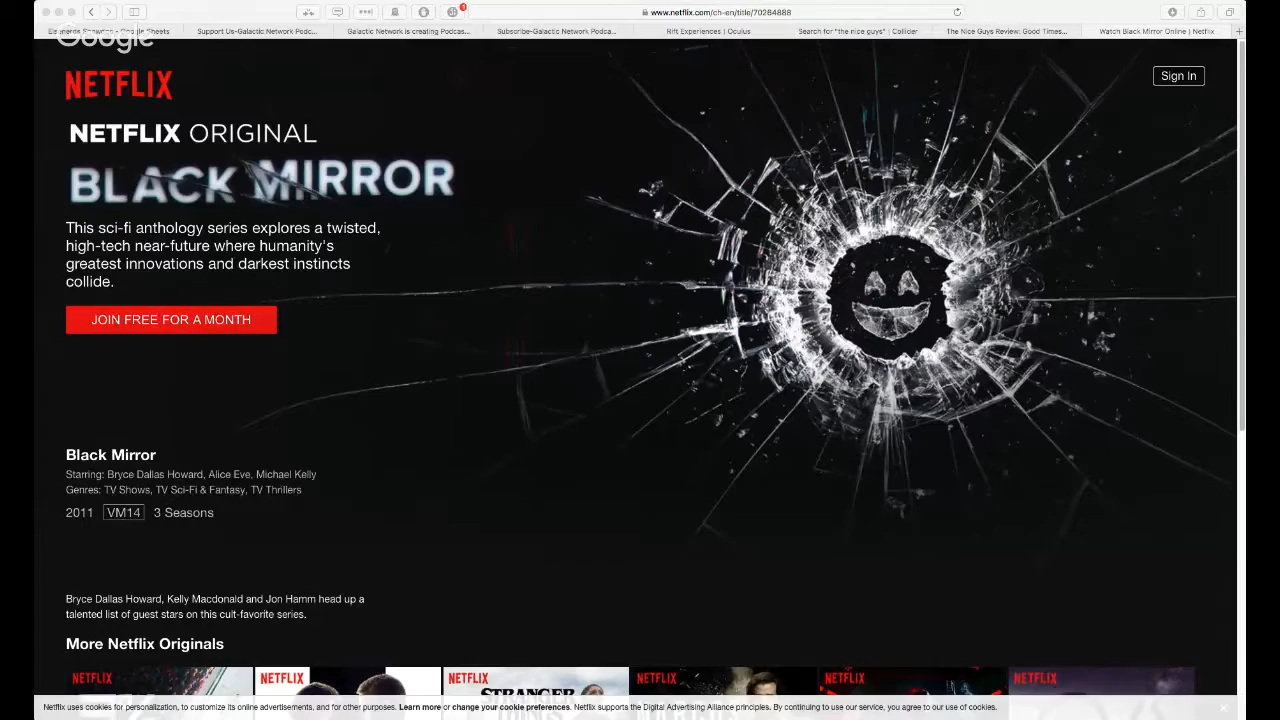 www.netflix.com/ch-en/title/70264888
Support Us-Galactic Network Podc...
Galactic Network is creating Podcas...
Subscribe-Galactic Network Podca...
Rift Experiences | Oculus
Search for "the nice guys" | Collider
The Nice Guys Review: Good Times...
Watch Black Mirror Online | Netflix
Google
NETFLIX
Sign In
NETFLIX ORIGINAL
BLACK MIRROR
This sci-fi anthology series explores a twisted,
high-tech near-future where humanity's
greatest innovations and darkest instincts
collide.
JOIN FREE FOR A MONTH
Black Mirror
Starring: Bryce Dallas Howard, Alice Eve, Michael Kelly
Genres: TV Shows, TV Sci-Fi & Fantasy, TV Thrillers
2011 VM14 3 Seasons
Bryce Dallas Howard, Kelly Macdonald and Jon Hamm head up a
talented list of guest stars on this cult-favorite series.
More Netflix Originals
NETFLIX NETFLIX NETFLIX NETFLIX NETFLIX NETFLIX
STRANGER
Netflix uses cookies for personalization, to customize its online advertisements, and for other purposes. Learn more or change your cookie preferences. Netflix supports the Digital Advertising Alliance principles. By continuing to use our service, you agree to our use of cookies.